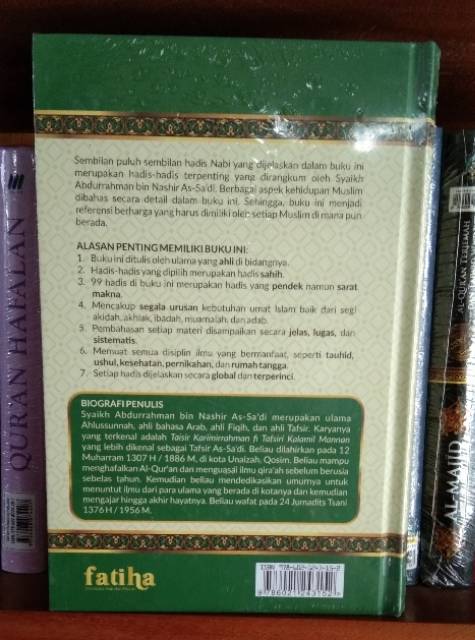 Sembilan puluh sembilan hadis Nabi yang dijelaskan dalam buku ini
merupakan hadis-hadis terpenting yang dirangkum oleh Syaikh
Abdurrahman bin Nashir As-Sa'di. Berbagai aspek kehidupan Muslim
dibahas secara detail dalam buku ini. Sehingga, buku ini menjadi
referensi berharga yang harus dimiliki oleh setiap Muslim di mana pun
berada.
ALASAN PENTING MEMILIKI BUKU INI:
1. Buku ini ditulis oleh ulama yang ahli di bidangnya.
2. Hadis-hadis yang dipilih merupakan hadis sahih.
3. 99 hadis di buku ini merupakan hadis yang pendek namun sarat
makna.
4. Mencakup segala urusan kebutuhan umat Islam baik dari segi
akidah, akhlak, ibadah, muamalah, dan adab.
5. Pembahasan setiap materi disampaikan secara jelas, lugas, dan
sistematis.
6. Memuat semua disiplin ilmu yang bermanfaat, seperti tauhid,
ushul, kesehatan, pernikahan, dan rumah tangga.
7. Setiap hadis dijelaskan secara global dan terperinci.
BIOGRAFI PENULIS
Syaikh Abdurrahman bin Nashir As-Sa'di merupakan ulama
Ahlussunnah, ahli bahasa Arab, ahli Fiqih, dan ahli Tafsir. Karyanya
yang terkenal adalah Taisir Karimirrahman fi Tafsiri Kalamil Mannan
yang lebih dikenal sebagai Tafsir As-Sa'di. Beliau dilahirkan pada 12
Muharram 1307 H / 1886 M, di kota Unaizah, Qosim. Beliau mampu
menghafalkan Al-Qur'an dan menguasai ilmu qira'ah sebelum berusia
sebelas tahun. Kemudian beliau mendedikasikan umurnya untuk
menuntut ilmu dari para ulama yang berada di kotanya dan kemudian
mengajar hingga akhir hayatnya. Beliau wafat pada 24 Jumadits Tsani
1376 H / 1956 M.
fatiha
ISBN 978-602-1243-15-2
9786021243152
QURAN HAFALAN
AL-MAJID